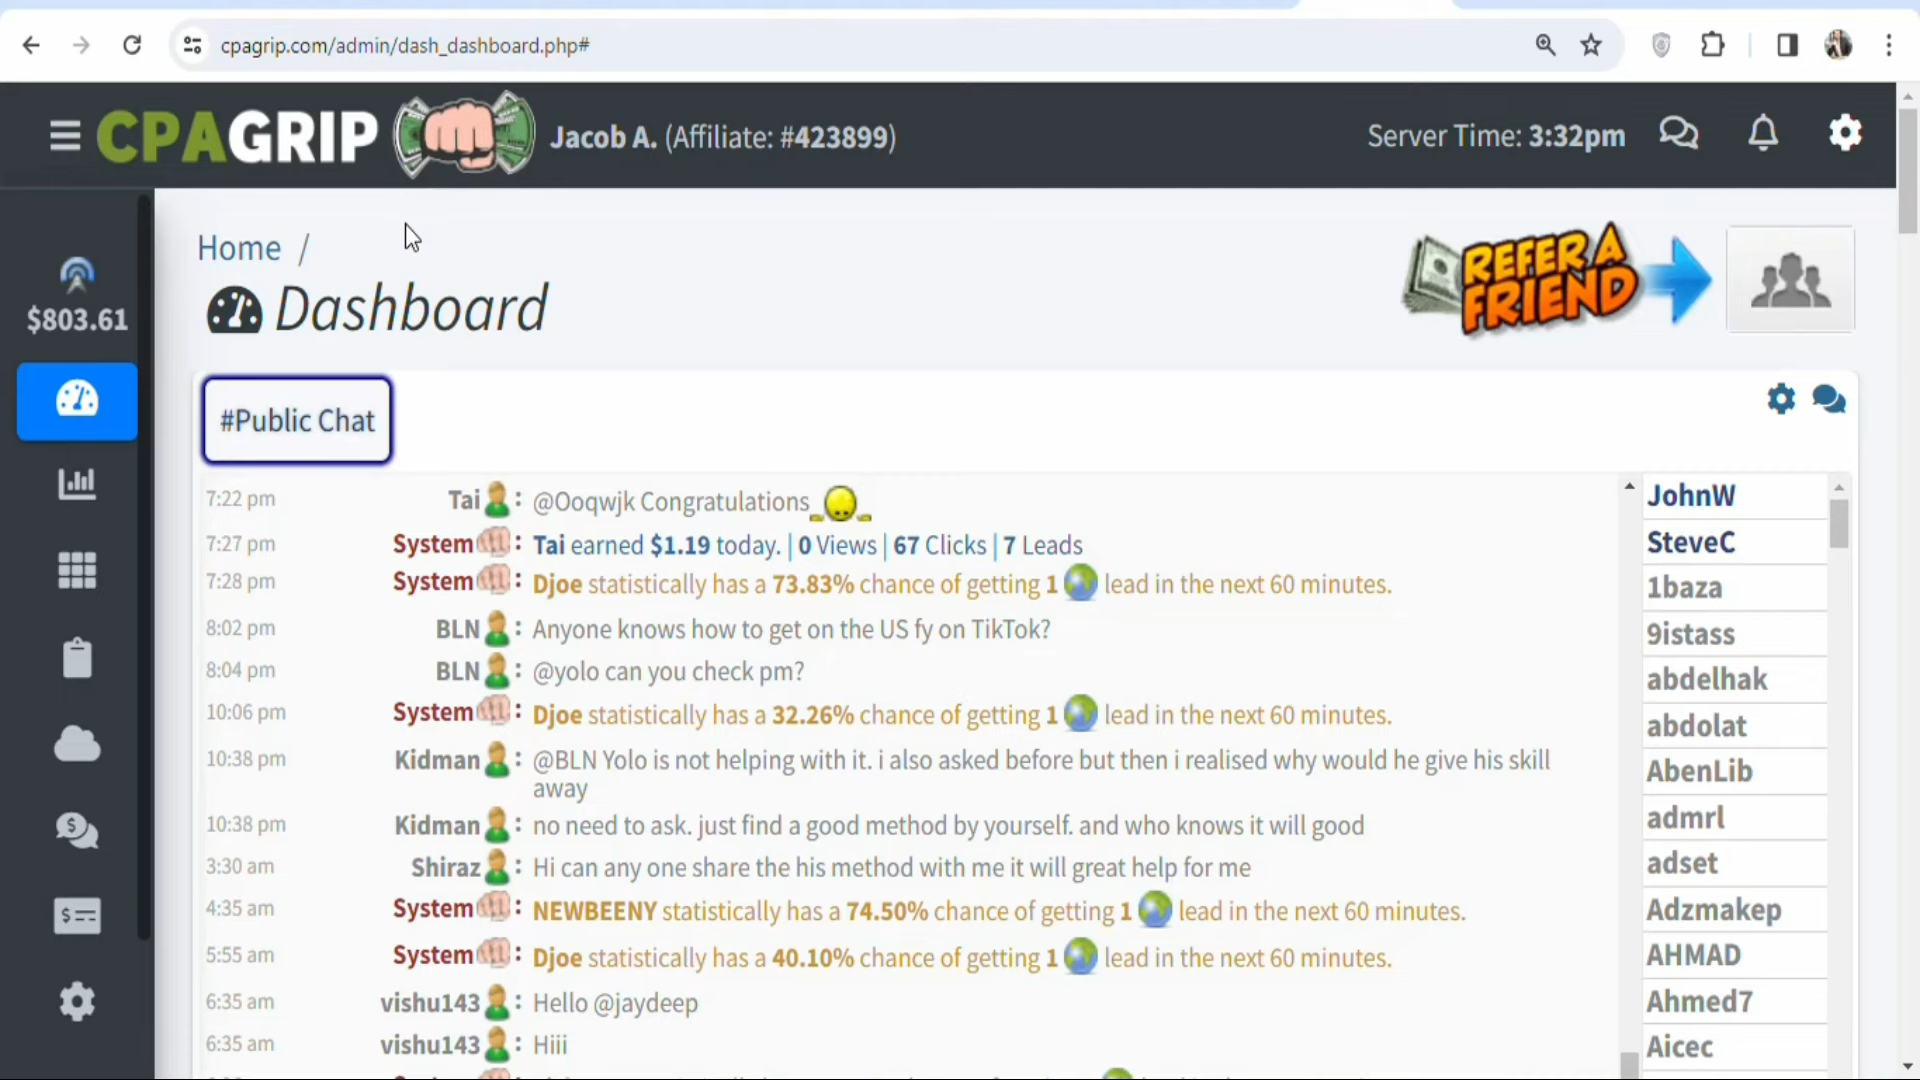 cpagrip.com/admin/dash_dashboard.php#
CPAGRIP Jacob A. (Affiliate: #423899) Server Time: 3:32pm
Home /
Dashboard
REFER A FRIEND
$803.61
#Public Chat
7:22 pm Tai: @Ooqwjk Congratulations
7:27 pm System: Tai earned $1.19 today. | 0 Views | 67 Clicks | 7 Leads
7:28 pm System: Djoe statistically has a 73.83% chance of getting 1 lead in the next 60 minutes.
8:02 pm BLN: Anyone knows how to get on the US fy on TikTok?
8:04 pm BLN: @yolo can you check pm?
10:06 pm System: Djoe statistically has a 32.26% chance of getting 1 lead in the next 60 minutes.
10:38 pm Kidman: @BLN Yolo is not helping with it. i also asked before but then i realised why would he give his skill
away
10:38 pm Kidman: no need to ask. just find a good method by yourself. and who knows it will good
3:30 am Shiraz: Hi can any one share the his method with me it will great help for me
4:35 am System: NEWBEENY statistically has a 74.50% chance of getting 1 lead in the next 60 minutes.
5:55 am System: Djoe statistically has a 40.10% chance of getting 1 lead in the next 60 minutes.
6:35 am vishu143: Hello @jaydeep
6:35 am vishu143: Hiii
JohnW
SteveC
1baza
9istass
abdelhak
abdolat
AbenLib
admrl
adset
Adzmakep
AHMAD
Ahmed7
Aicec